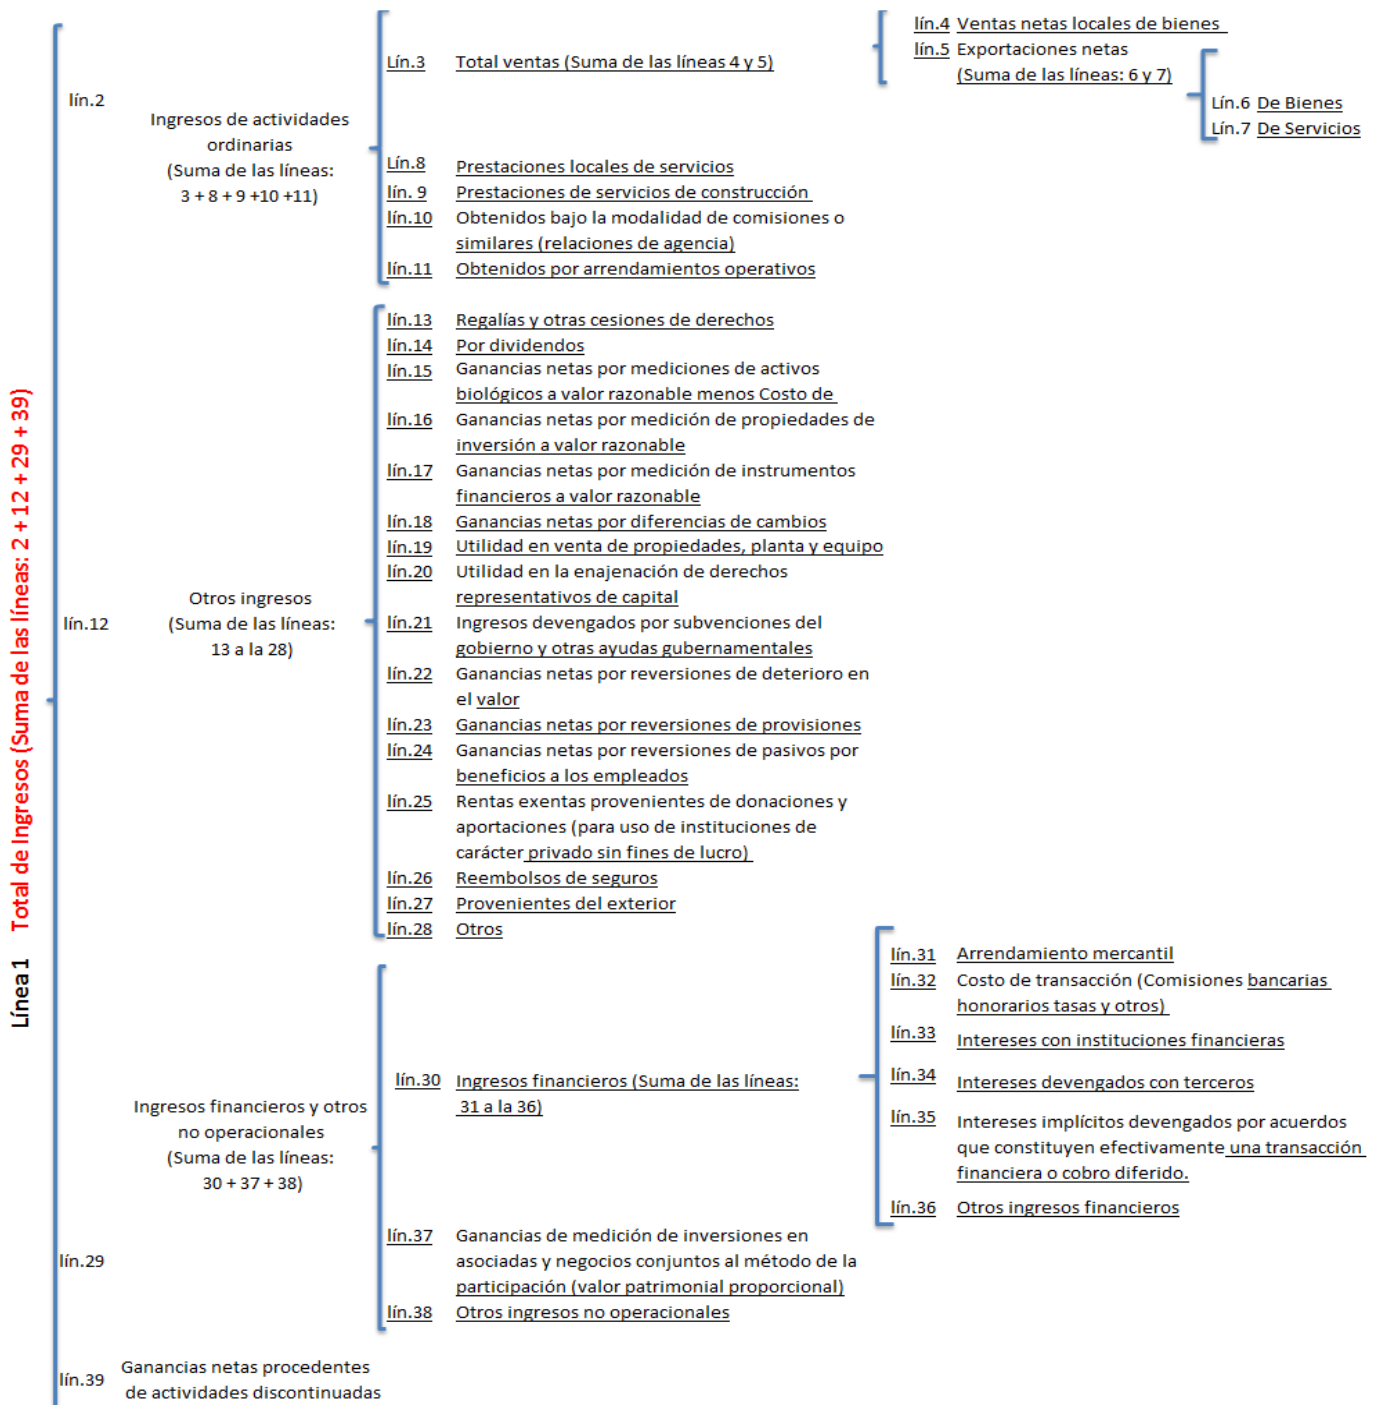 Línea 1 Total de Ingresos (Suma de las líneas: 2 + 12 + 29 + 39)
lín.2
Ingresos de actividades
ordinarias
(Suma de las líneas:
3 + 8 + 9 +10 +11)
Lín.3 Total ventas (Suma de las líneas 4 y 5)
lín.4 Ventas netas locales de bienes
lín.5 Exportaciones netas
(Suma de las líneas: 6 y 7)
Lín.6 De Bienes
Lín.7 De Servicios
Lín.8 Prestaciones locales de servicios
lín. 9 Prestaciones de servicios de construcción
lín.10 Obtenidos bajo la modalidad de comisiones o
similares (relaciones de agencia)
lín.11 Obtenidos por arrendamientos operativos
lín.12
Otros ingresos
(Suma de las líneas:
13 a la 28)
lín.13 Regalías y otras cesiones de derechos
lín.14 Por dividendos
lín.15 Ganancias netas por mediciones de activos
biológicos a valor razonable menos Costo de
lín.16 Ganancias netas por medición de propiedades de
inversión a valor razonable
lín.17 Ganancias netas por medición de instrumentos
financieros a valor razonable
lín.18 Ganancias netas por diferencias de cambios
lín.19 Utilidad en venta de propiedades, planta y equipo
lín.20 Utilidad en la enajenación de derechos
representativos de capital
lín.21 Ingresos devengados por subvenciones del
gobierno y otras ayudas gubernamentales
lín.22 Ganancias netas por reversiones de deterioro en
el valor
lín.23 Ganancias netas por reversiones de provisiones
lín.24 Ganancias netas por reversiones de pasivos por
beneficios a los empleados
lín.25 Rentas exentas provenientes de donaciones y
aportaciones (para uso de instituciones de
carácter privado sin fines de lucro)
lín.26 Reembolsos de seguros
lín.27 Provenientes del exterior
lín.28 Otros
lín.29
Ingresos financieros y otros
no operacionales
(Suma de las líneas:
30 + 37 + 38)
lín.30 Ingresos financieros (Suma de las líneas:
31 a la 36)
lín.31 Arrendamiento mercantil
lín.32 Costo de transacción (Comisiones bancarias
honorarios tasas y otros)
lín.33 Intereses con instituciones financieras
lín.34 Intereses devengados con terceros
lín.35 Intereses implícitos devengados por acuerdos
que constituyen efectivamente una transacción
financiera o cobro diferido.
lín.36 Otros ingresos financieros
lín.37 Ganancias de medición de inversiones en
asociadas y negocios conjuntos al método de la
participación (valor patrimonial proporcional)
lín.38 Otros ingresos no operacionales
lín.39 Ganancias netas procedentes
de actividades discontinuadas